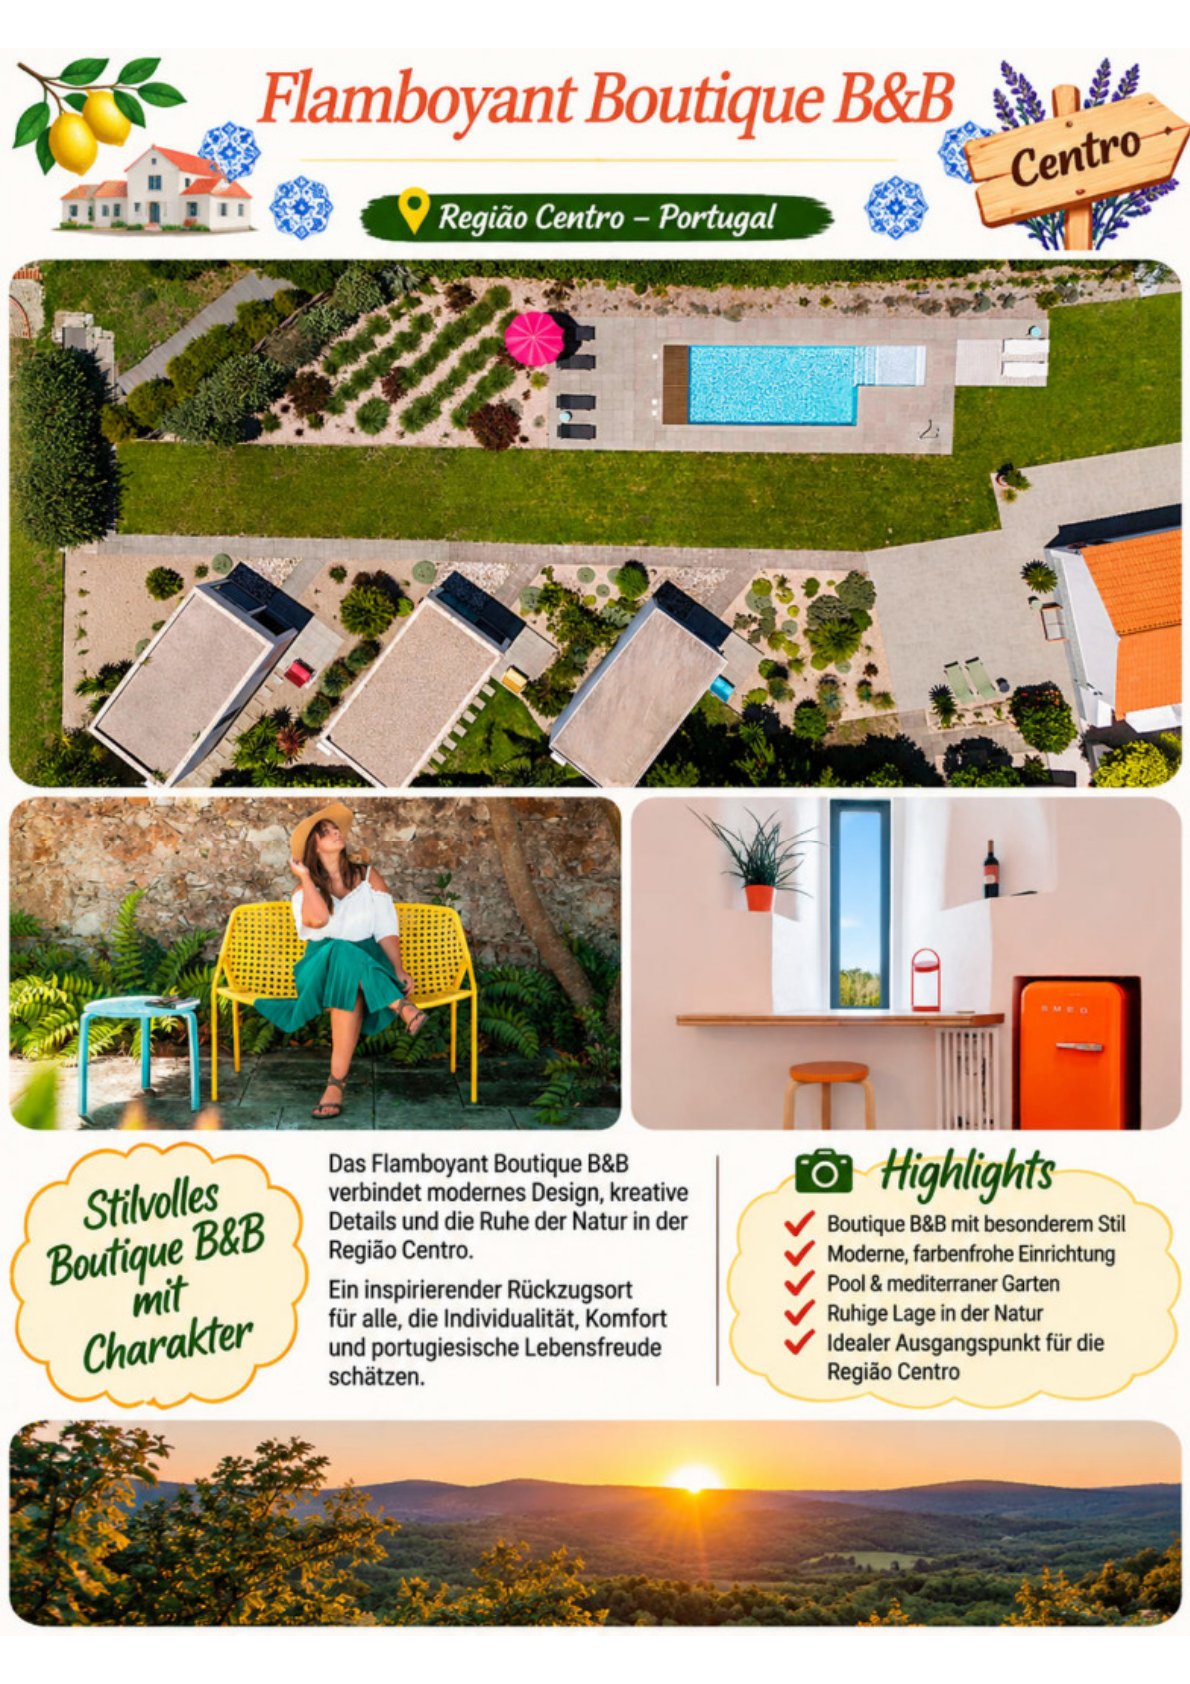 Flamboyant Boutique B&B
Centro
Região Centro – Portugal
SMEG
Stilvolles
Boutique B&B
mit
Charakter
Das Flamboyant Boutique B&B
verbindet modernes Design, kreative
Details und die Ruhe der Natur in der
Região Centro.
Ein inspirierender Rückzugsort
für alle, die Individualität, Komfort
und portugiesische Lebensfreude
schätzen.
Highlights
Boutique B&B mit besonderem Stil
Moderne, farbenfrohe Einrichtung
Pool & mediterraner Garten
Ruhige Lage in der Natur
Idealer Ausgangspunkt für die
Região Centro